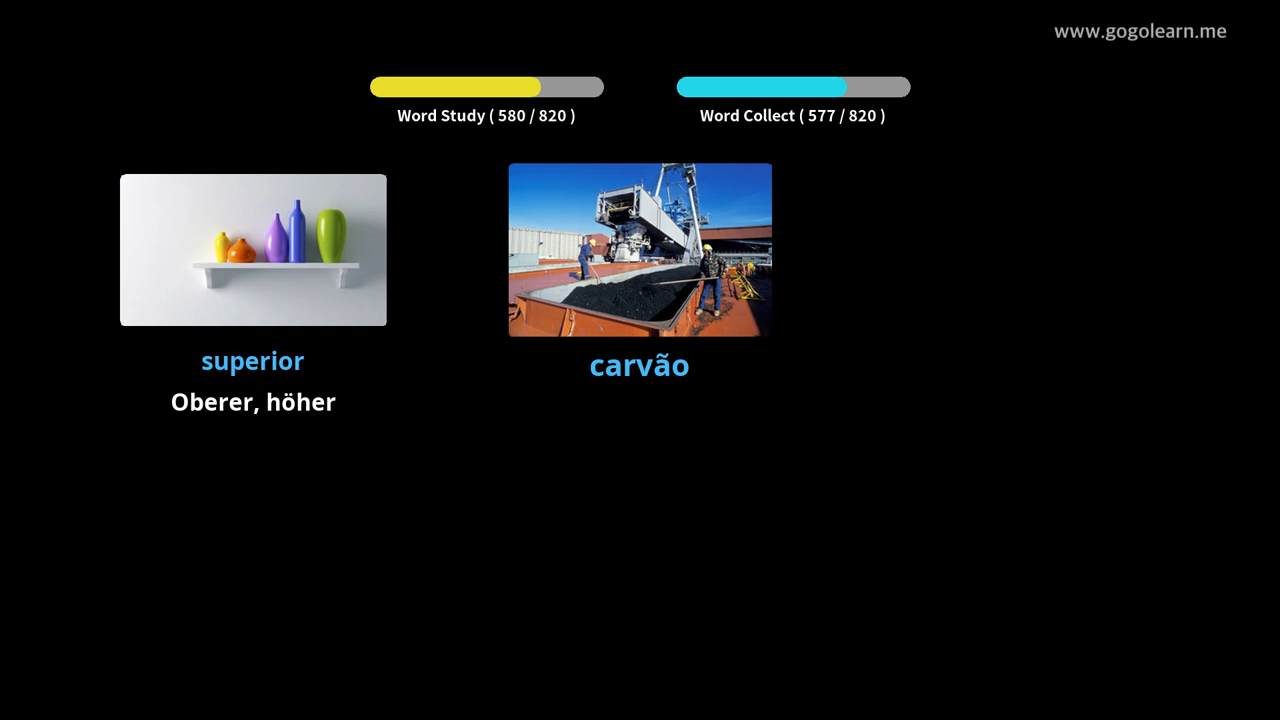 www.gogolearn.me
Word Study ( 580 / 820 )
Word Collect ( 577 / 820 )
superior
Oberer, höher
carvão